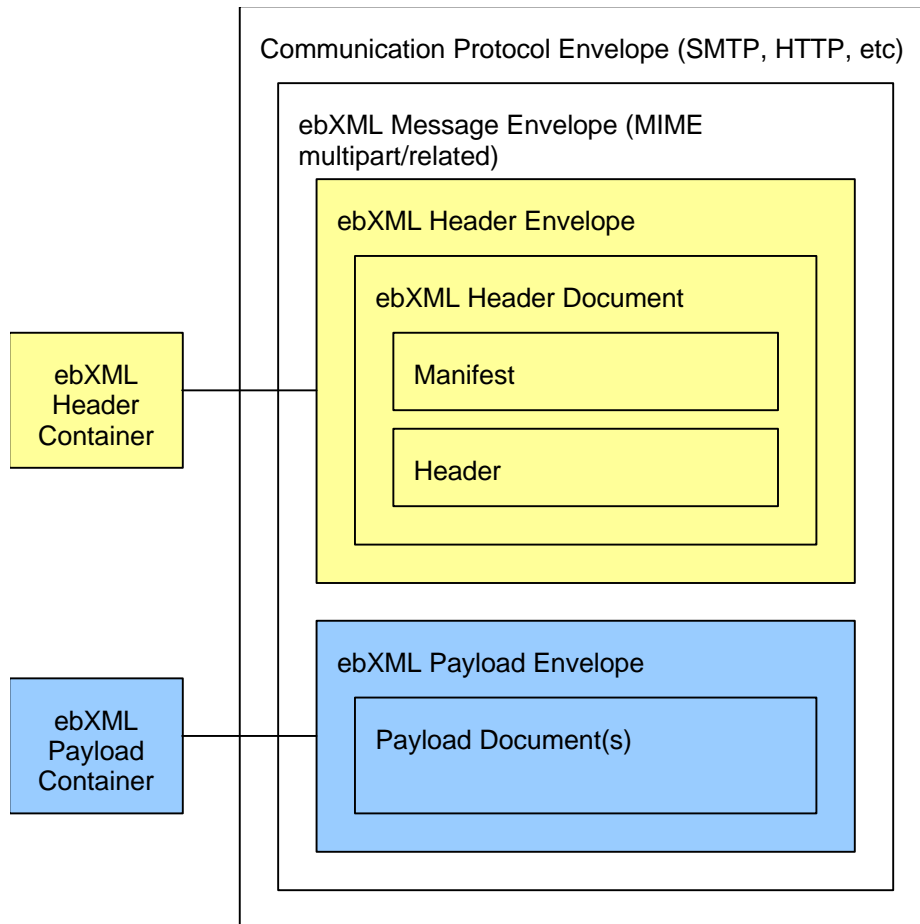 Communication Protocol Envelope (SMTP, HTTP, etc)
ebXML Message Envelope (MIME
multipart/related)
ebXML Header Envelope
ebXML Header Document
Manifest
Header
ebXML
Header
Container
ebXML Payload Envelope
Payload Document(s)
ebXML
Payload
Container